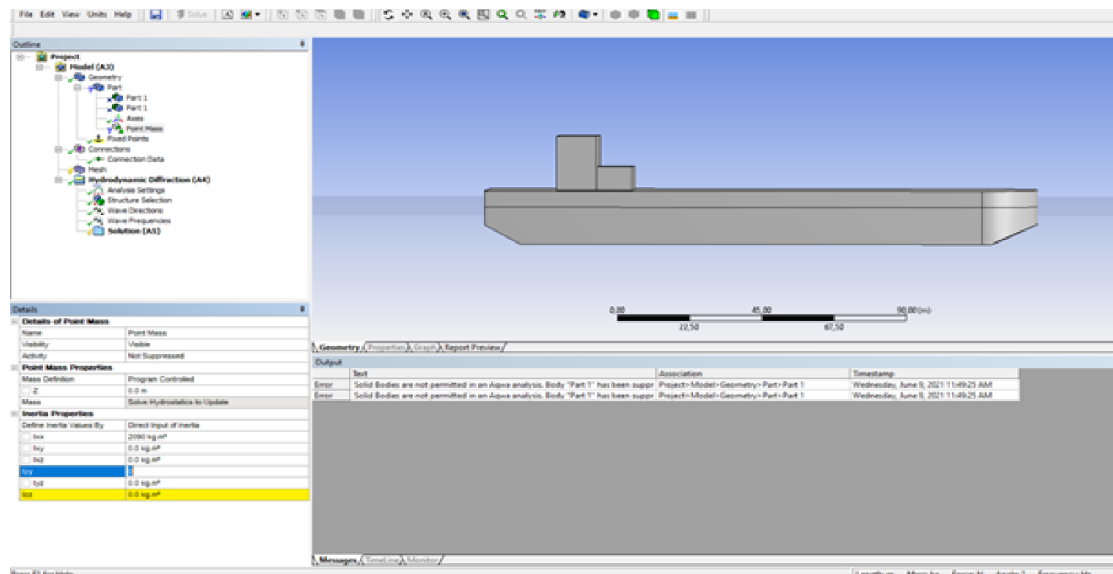 File Edit View Units Help Solve
Outline
Project
Model (A3)
Geometry
Part
Part 1
Part 1
Axes
Point Mass
Fixed Points
Connections
Connection Data
Mesh
Hydrodynamic Diffraction (A4)
Analysis Settings
Structure Selection
Wave Directions
Wave Frequencies
Solution (A5)
0,00 45,00 90,00 (m)
22,50 67,50
Details
Details of Point Mass
Name Point Mass
Visibility Visible
Activity Not Suppressed
Point Mass Properties
Mass Definition Program Controlled
Z 0.0 m
Mass Solve Hydrostatics to Update
Inertia Properties
Define Inertia Values By Direct Input of Inertia
Ixx 2090 kg.m²
Ixy 0.0 kg.m²
Ixz 0.0 kg.m²
Iyy
Iyz 0.0 kg.m²
Izz 0.0 kg.m²
Geometry Properties Graph Report Preview
Output
Text Association Timestamp
Error Solid Bodies are not permitted in an Aqwa analysis. Body "Part 1" has been suppr Project>Model>Geometry>Part>Part 1 Wednesday, June 9, 2021 11:49:25 AM
Error Solid Bodies are not permitted in an Aqwa analysis. Body "Part 1" has been suppr Project>Model>Geometry>Part>Part 1 Wednesday, June 9, 2021 11:49:25 AM
Messages TimeLine Monitor